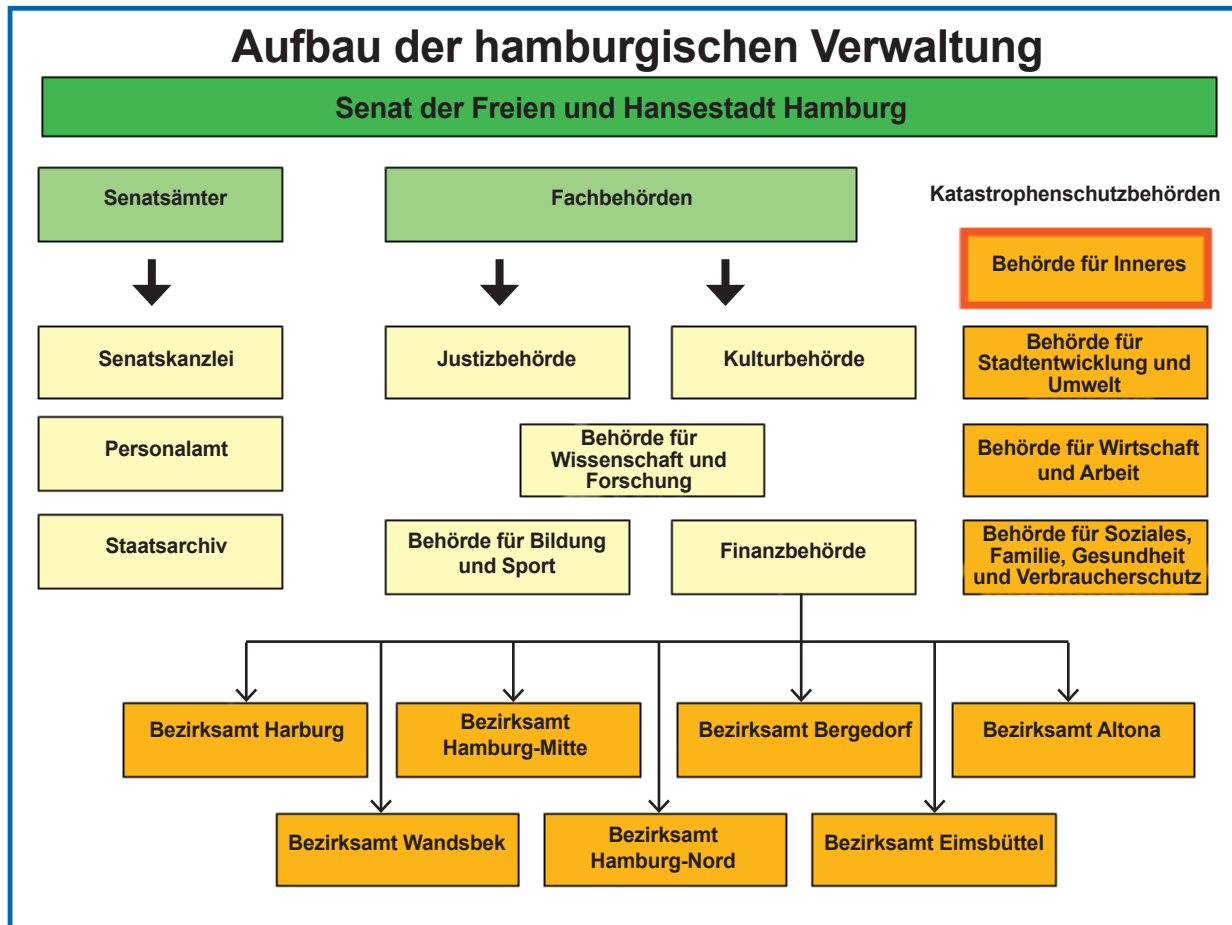 Aufbau der hamburgischen Verwaltung
Senat der Freien und Hansestadt Hamburg
Senatsämter
Fachbehörden
Katastrophenschutzbehörden
Behörde für Inneres
Senatskanzlei
Justizbehörde
Kulturbehörde
Behörde für
Stadtentwicklung und
Umwelt
Personalamt
Behörde für
Wissenschaft und
Forschung
Behörde für Wirtschaft
und Arbeit
Staatsarchiv
Behörde für Bildung
und Sport
Finanzbehörde
Behörde für Soziales,
Familie, Gesundheit
und Verbraucherschutz
Bezirksamt Harburg
Bezirksamt
Hamburg-Mitte
Bezirksamt Bergedorf
Bezirksamt Altona
Bezirksamt Wandsbek
Bezirksamt
Hamburg-Nord
Bezirksamt Eimsbüttel